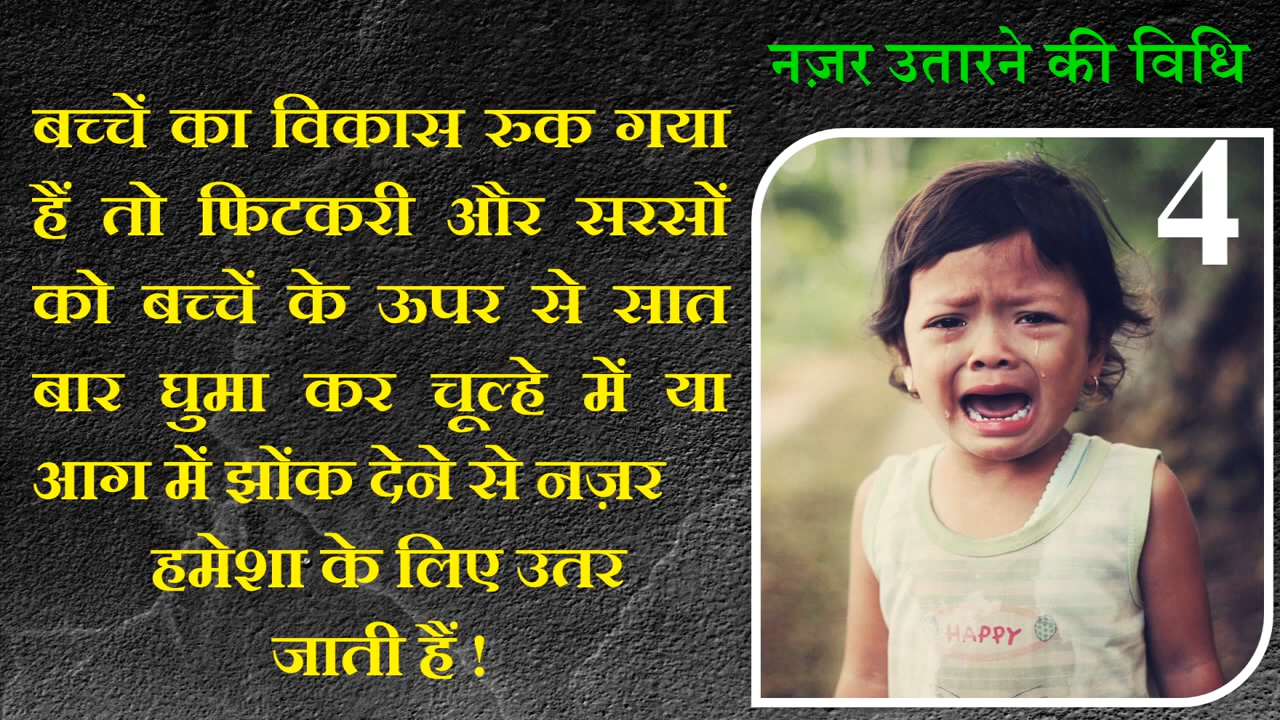 नज़र उतारने की विधि
बच्चें का विकास रुक गया
हैं तो फिटकरी और सरसों
को बच्चें के ऊपर से सात
बार घुमा कर चूल्हे में या
आग में झोंक देने से नज़र
हमेशा के लिए उतर
जाती हैं !
4
HAPPY